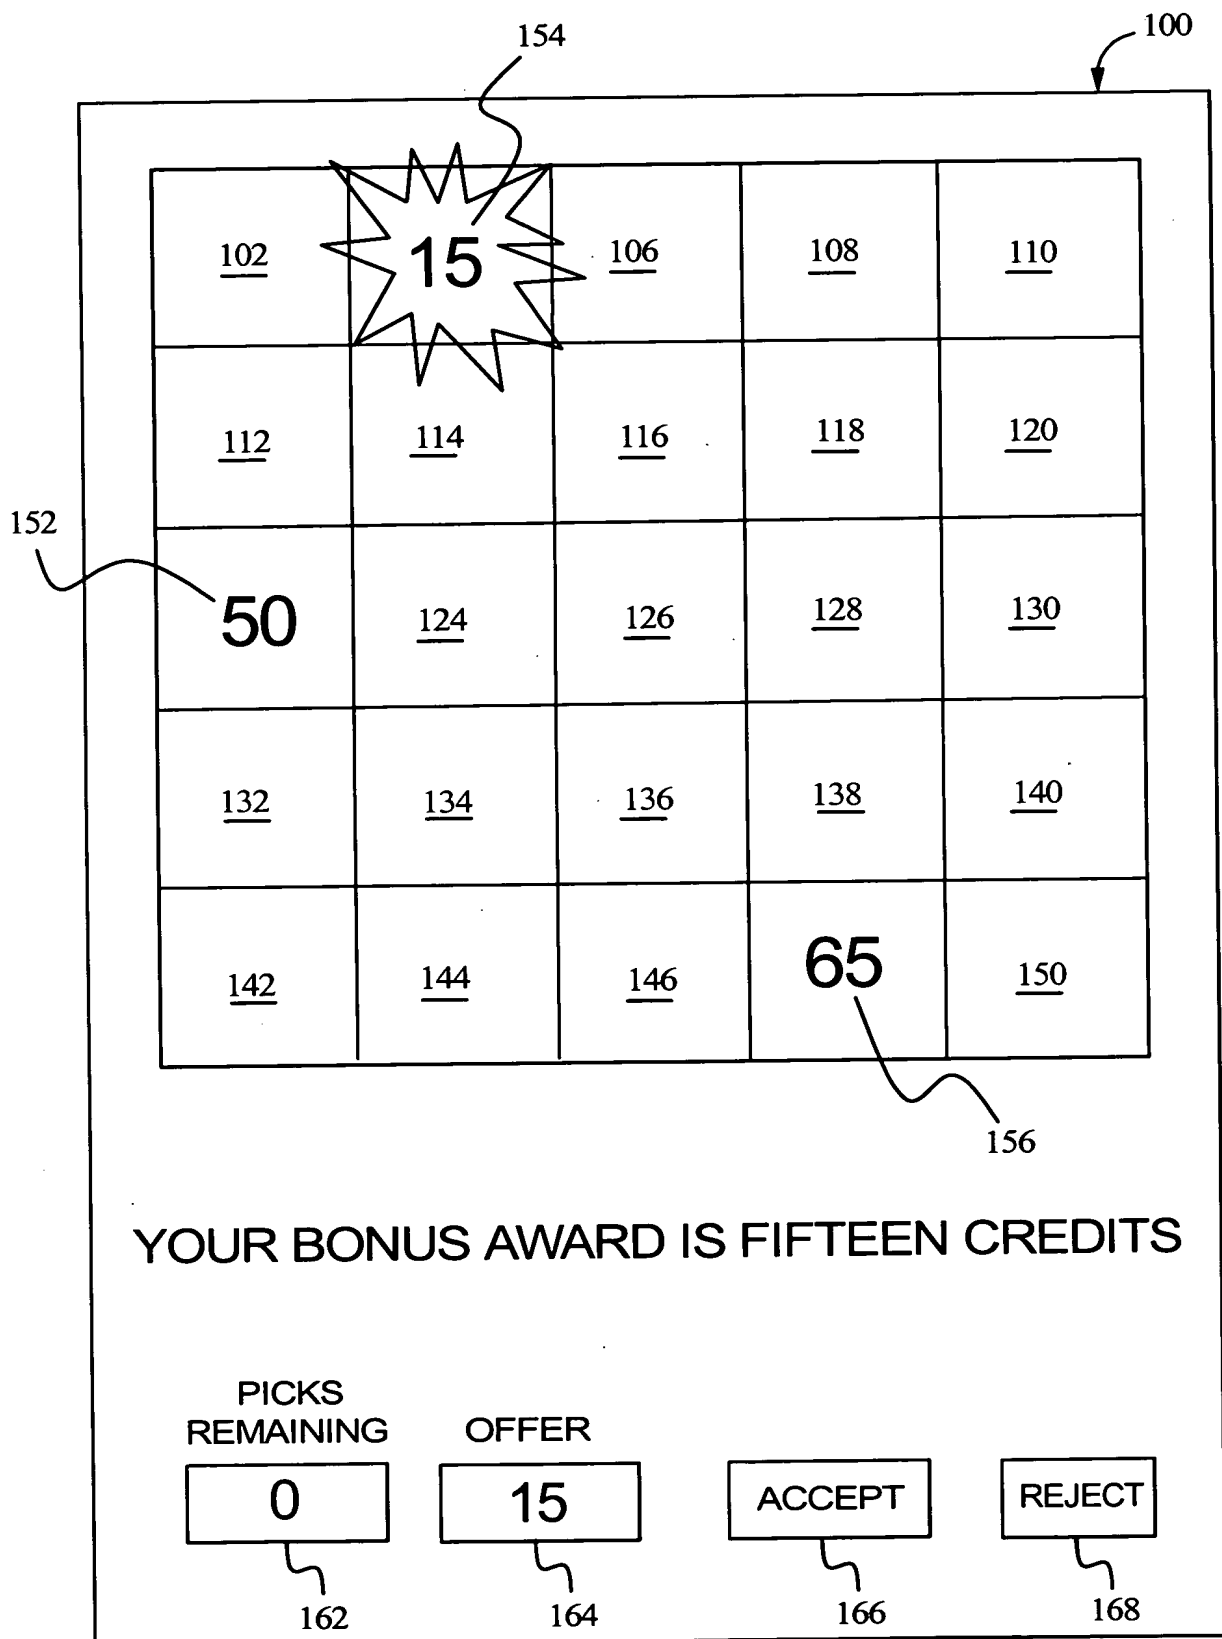 154
100
102 15 106 108 110
112 114 116 118 120
152
50 124 126 128 130
132 134 136 138 140
142 144 146 65 150
156
YOUR BONUS AWARD IS FIFTEEN CREDITS
PICKS
REMAINING OFFER
0 15 ACCEPT REJECT
162 164 166 168